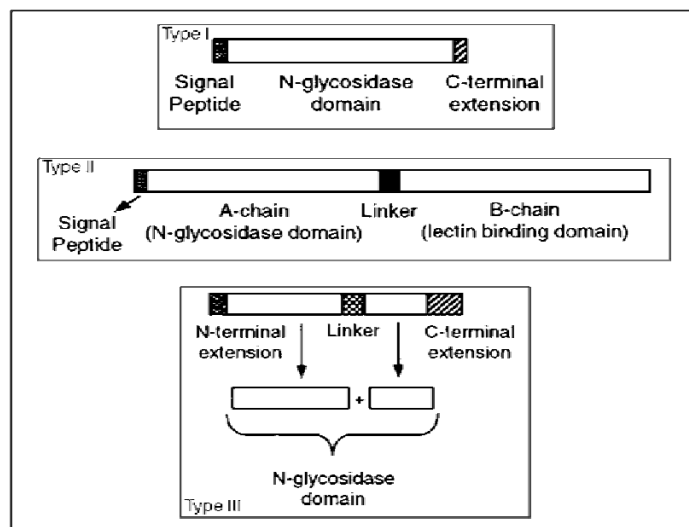 Type I
Signal Peptide
N-glycosidase domain
C-terminal extension
Type II
Signal Peptide
A-chain
(N-glycosidase domain)
Linker
B-chain
(lectin binding domain)
N-terminal extension
Linker
C-terminal extension
+
N-glycosidase domain
Type III